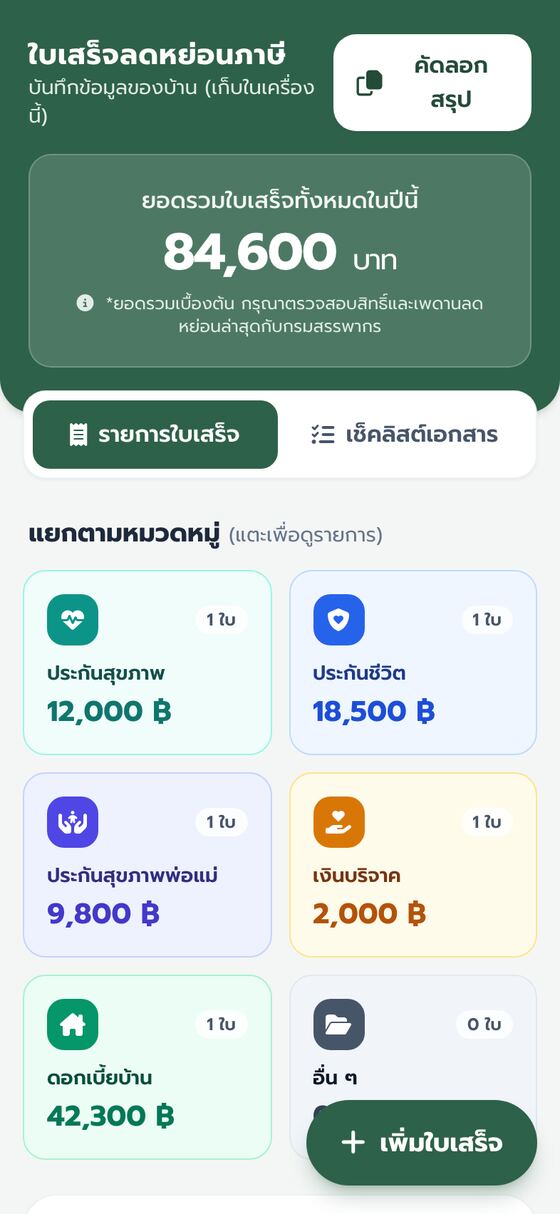 ใบเสร็จลดหย่อนภาษี
บันทึกข้อมูลของบ้าน (เก็บในเครื่อง
นี้)
คัดลอก
สรุป
ยอดรวมใบเสร็จทั้งหมดในปีนี้
84,600 บาท
*ยอดรวมเบื้องต้น กรุณาตรวจสอบสิทธิ์และเพดานลด
หย่อนล่าสุดกับกรมสรรพากร
รายการใบเสร็จ
เช็คลิสต์เอกสาร
แยกตามหมวดหมู่ (แตะเพื่อดูรายการ)
1 ใบ
ประกันสุขภาพ
12,000 ฿
1 ใบ
ประกันชีวิต
18,500 ฿
1 ใบ
ประกันสุขภาพพ่อแม่
9,800 ฿
1 ใบ
เงินบริจาค
2,000 ฿
1 ใบ
ดอกเบี้ยบ้าน
42,300 ฿
0 ใบ
อื่น ๆ
เพิ่มใบเสร็จ